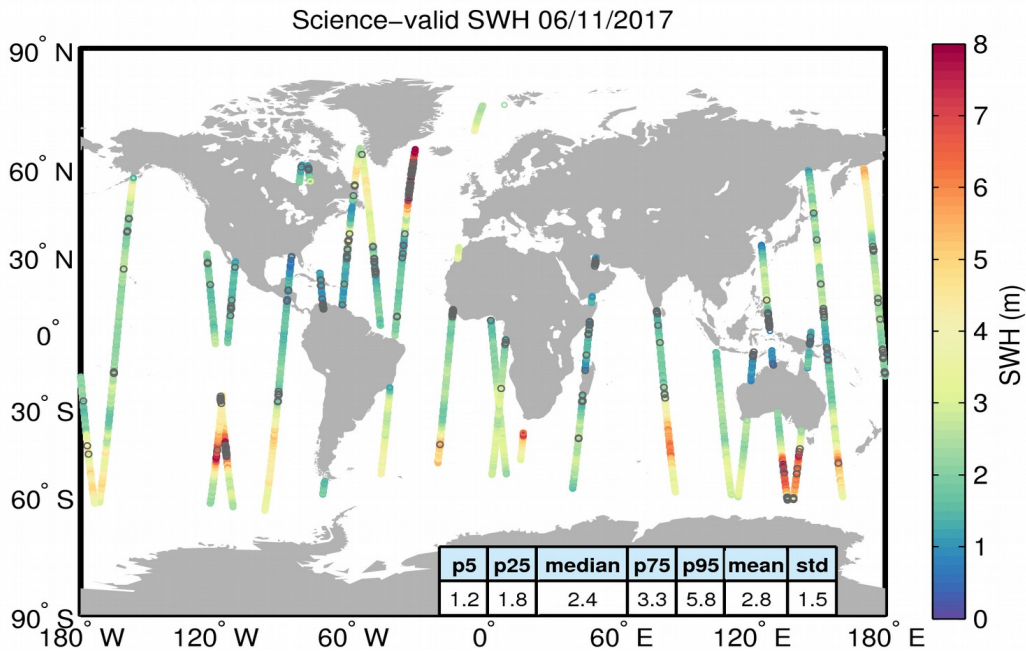 Science−valid SWH 06/11/2017
90° N
60° N
30° N
0°
30° S
60° S
90° S
180° W 120° W 60° W 0° 60° E 120° E 180° E
p5 p25 median p75 p95 mean std
1.2 1.8 2.4 3.3 5.8 2.8 1.5
8
7
6
5
4
3
2
1
0
SWH (m)